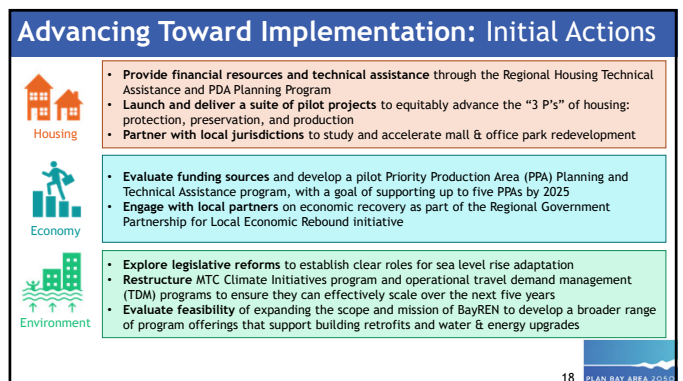 Advancing Toward Implementation: Initial Actions
Housing
• Provide financial resources and technical assistance through the Regional Housing Technical
Assistance and PDA Planning Program
• Launch and deliver a suite of pilot projects to equitably advance the “3 P’s” of housing:
protection, preservation, and production
• Partner with local jurisdictions to study and accelerate mall & office park redevelopment
Economy
• Evaluate funding sources and develop a pilot Priority Production Area (PPA) Planning and
Technical Assistance program, with a goal of supporting up to five PPAs by 2025
• Engage with local partners on economic recovery as part of the Regional Government
Partnership for Local Economic Rebound initiative
Environment
• Explore legislative reforms to establish clear roles for sea level rise adaptation
• Restructure MTC Climate Initiatives program and operational travel demand management
(TDM) programs to ensure they can effectively scale over the next five years
• Evaluate feasibility of expanding the scope and mission of BayREN to develop a broader range
of program offerings that support building retrofits and water & energy upgrades
18
PLAN BAY AREA 2050